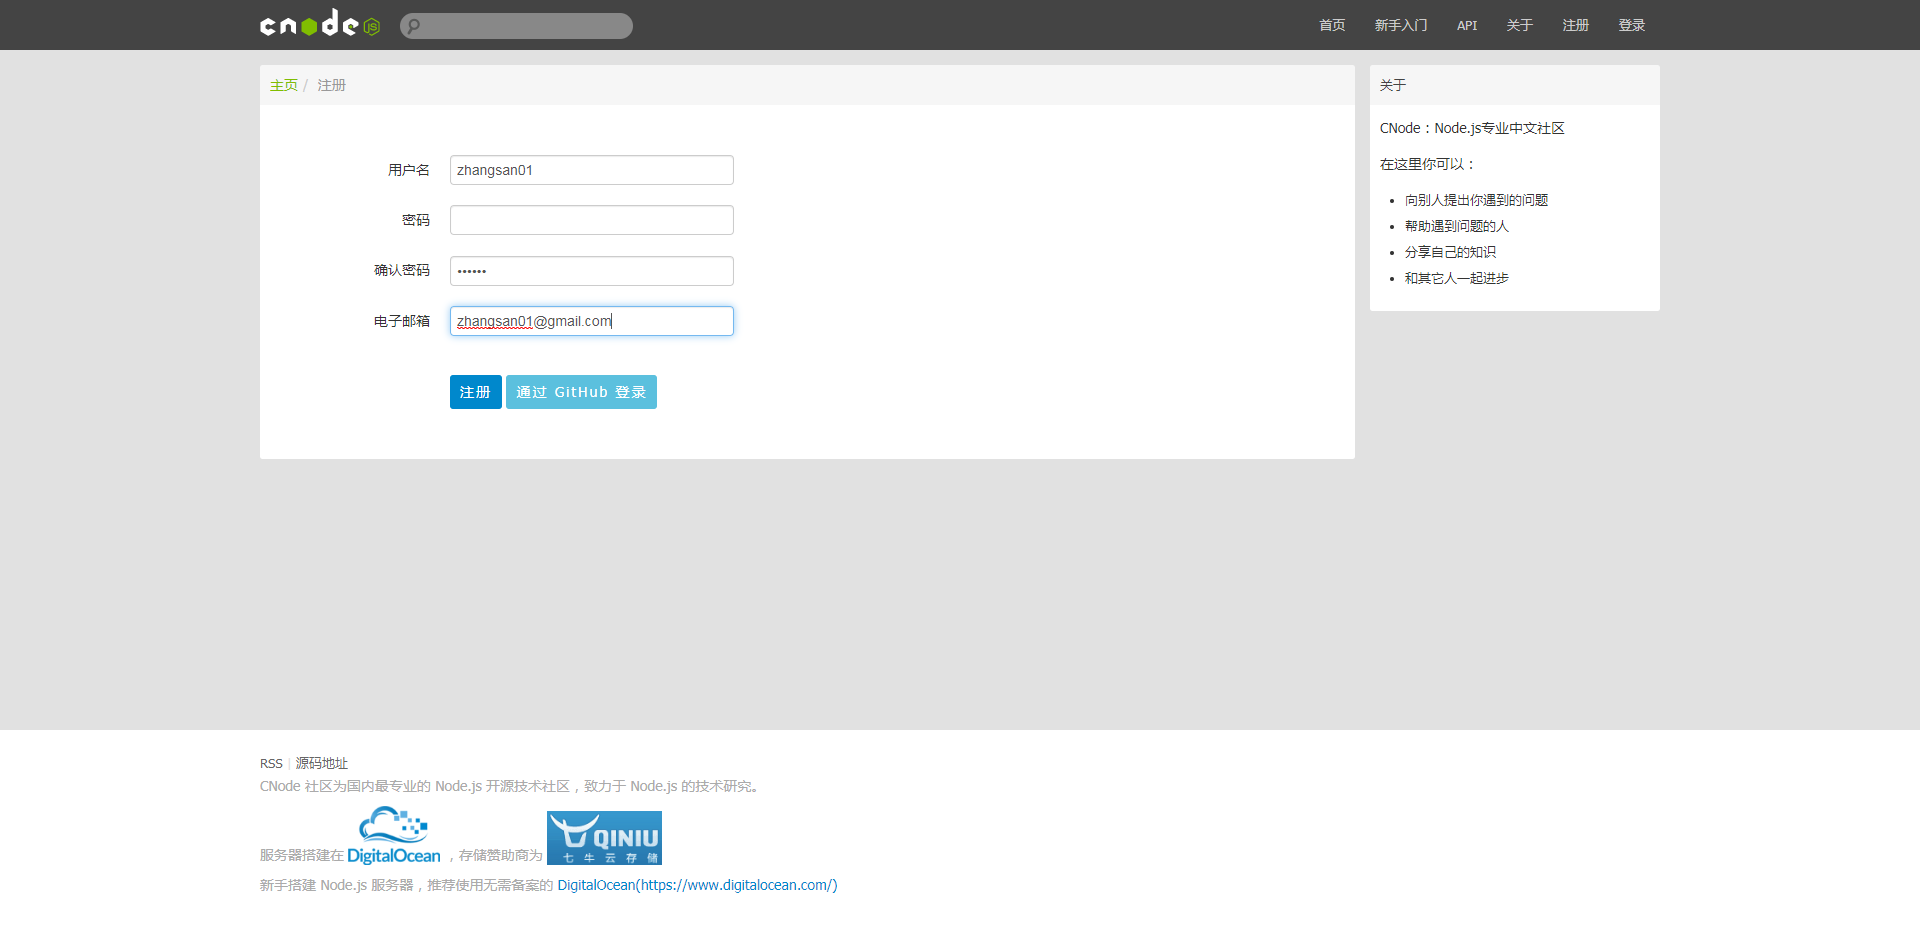 cnode JS
首页 新手入门 API 关于 注册 登录
主页 / 注册
用户名 zhangsan01
密码
确认密码 ••••••
电子邮箱 zhangsan01@gmail.com
注册 通过 GitHub 登录
关于
CNode：Node.js专业中文社区
在这里你可以：
• 向别人提出你遇到的问题
• 帮助遇到问题的人
• 分享自己的知识
• 和其它人一起进步
RSS | 源码地址
CNode 社区为国内最专业的 Node.js 开源技术社区，致力于 Node.js 的技术研究。
服务器搭建在 DigitalOcean ，存储赞助商为 QINIU 七牛云存储
新手搭建 Node.js 服务器，推荐使用无需备案的 DigitalOcean(https://www.digitalocean.com/)